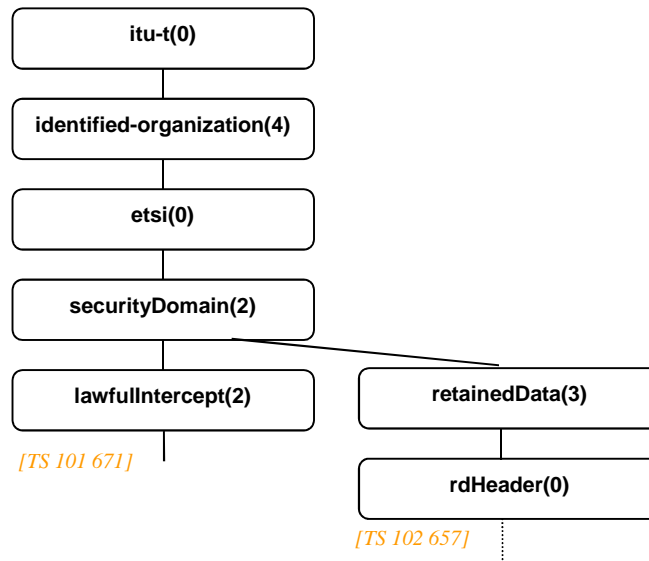 itu-t(0)
identified-organization(4)
etsi(0)
securityDomain(2)
lawfulIntercept(2)
retainedData(3)
[TS 101 671]
rdHeader(0)
[TS 102 657]